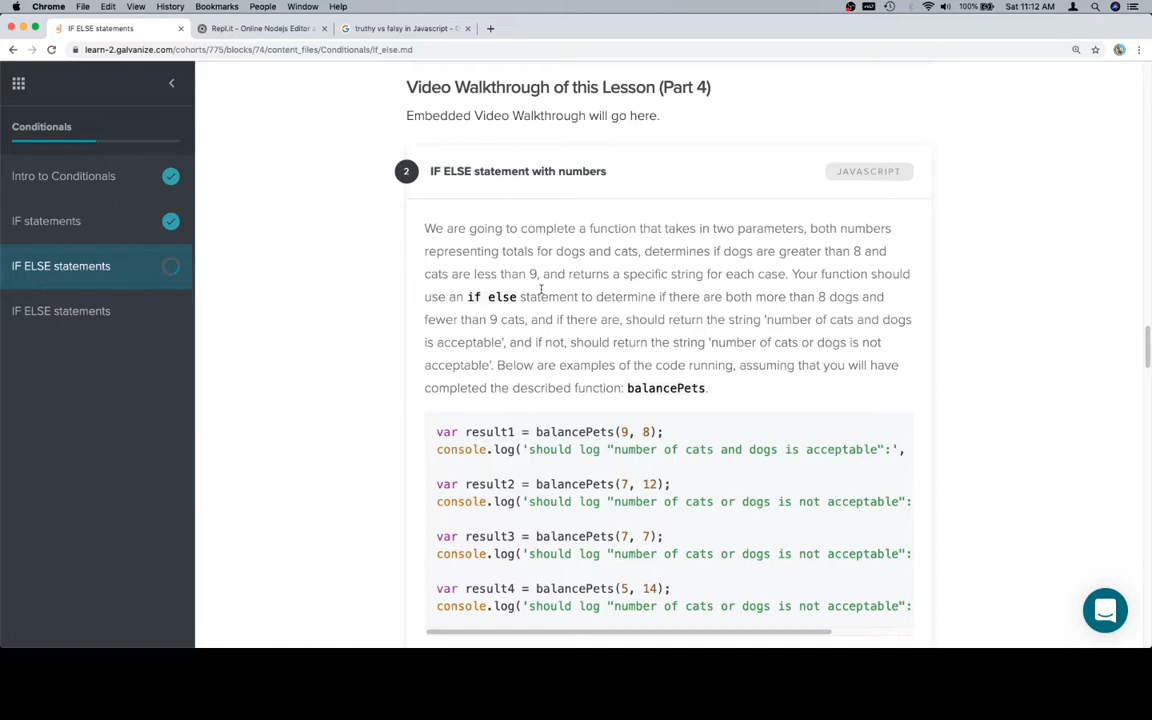 Chrome File Edit View History Bookmarks People Window Help 100% Sat 11:12 AM
IF ELSE statements Repl.it - Online Nodejs Editor truthy vs falsy in Javascript -
learn-2.galvanize.com/cohorts/775/blocks/74/content_files/Conditionals/if_else.md
Conditionals
Intro to Conditionals
IF statements
IF ELSE statements
IF ELSE statements
Video Walkthrough of this Lesson (Part 4)
Embedded Video Walkthrough will go here.
2 IF ELSE statement with numbers JAVASCRIPT
We are going to complete a function that takes in two parameters, both numbers
representing totals for dogs and cats, determines if dogs are greater than 8 and
cats are less than 9, and returns a specific string for each case. Your function should
use an if else statement to determine if there are both more than 8 dogs and
fewer than 9 cats, and if there are, should return the string 'number of cats and dogs
is acceptable', and if not, should return the string 'number of cats or dogs is not
acceptable'. Below are examples of the code running, assuming that you will have
completed the described function: balancePets.
var result1 = balancePets(9, 8);
console.log('should log "number of cats and dogs is acceptable":',
var result2 = balancePets(7, 12);
console.log('should log "number of cats or dogs is not acceptable":
var result3 = balancePets(7, 7);
console.log('should log "number of cats or dogs is not acceptable":
var result4 = balancePets(5, 14);
console.log('should log "number of cats or dogs is not acceptable":